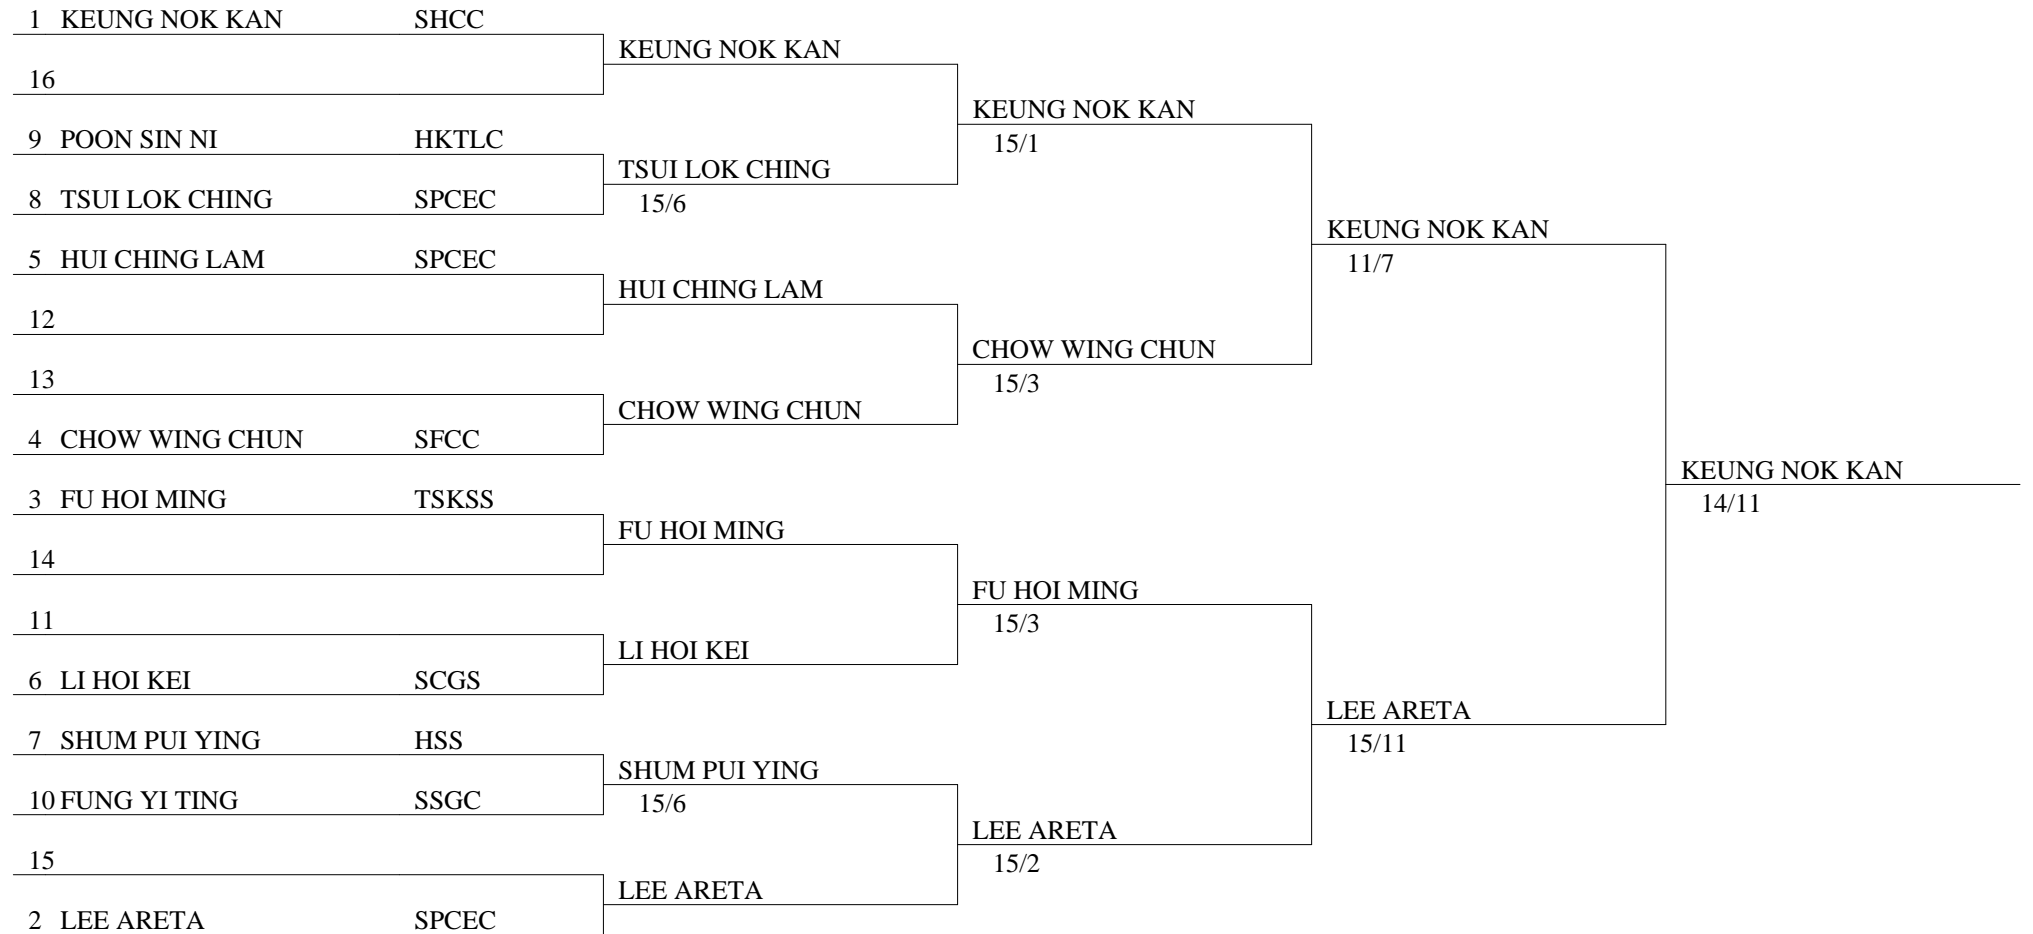 1 KEUNG NOK KAN SHCC
KEUNG NOK KAN
16
KEUNG NOK KAN
15/1
9 POON SIN NI HKTLC
TSUI LOK CHING
15/6
8 TSUI LOK CHING SPCEC
KEUNG NOK KAN
11/7
5 HUI CHING LAM SPCEC
HUI CHING LAM
12
CHOW WING CHUN
15/3
13
CHOW WING CHUN
4 CHOW WING CHUN SFCC
KEUNG NOK KAN
14/11
3 FU HOI MING TSKSS
FU HOI MING
14
FU HOI MING
15/3
11
LI HOI KEI
6 LI HOI KEI SCGS
LEE ARETA
15/11
7 SHUM PUI YING HSS
SHUM PUI YING
15/6
10 FUNG YI TING SSGC
LEE ARETA
15/2
15
LEE ARETA
2 LEE ARETA SPCEC